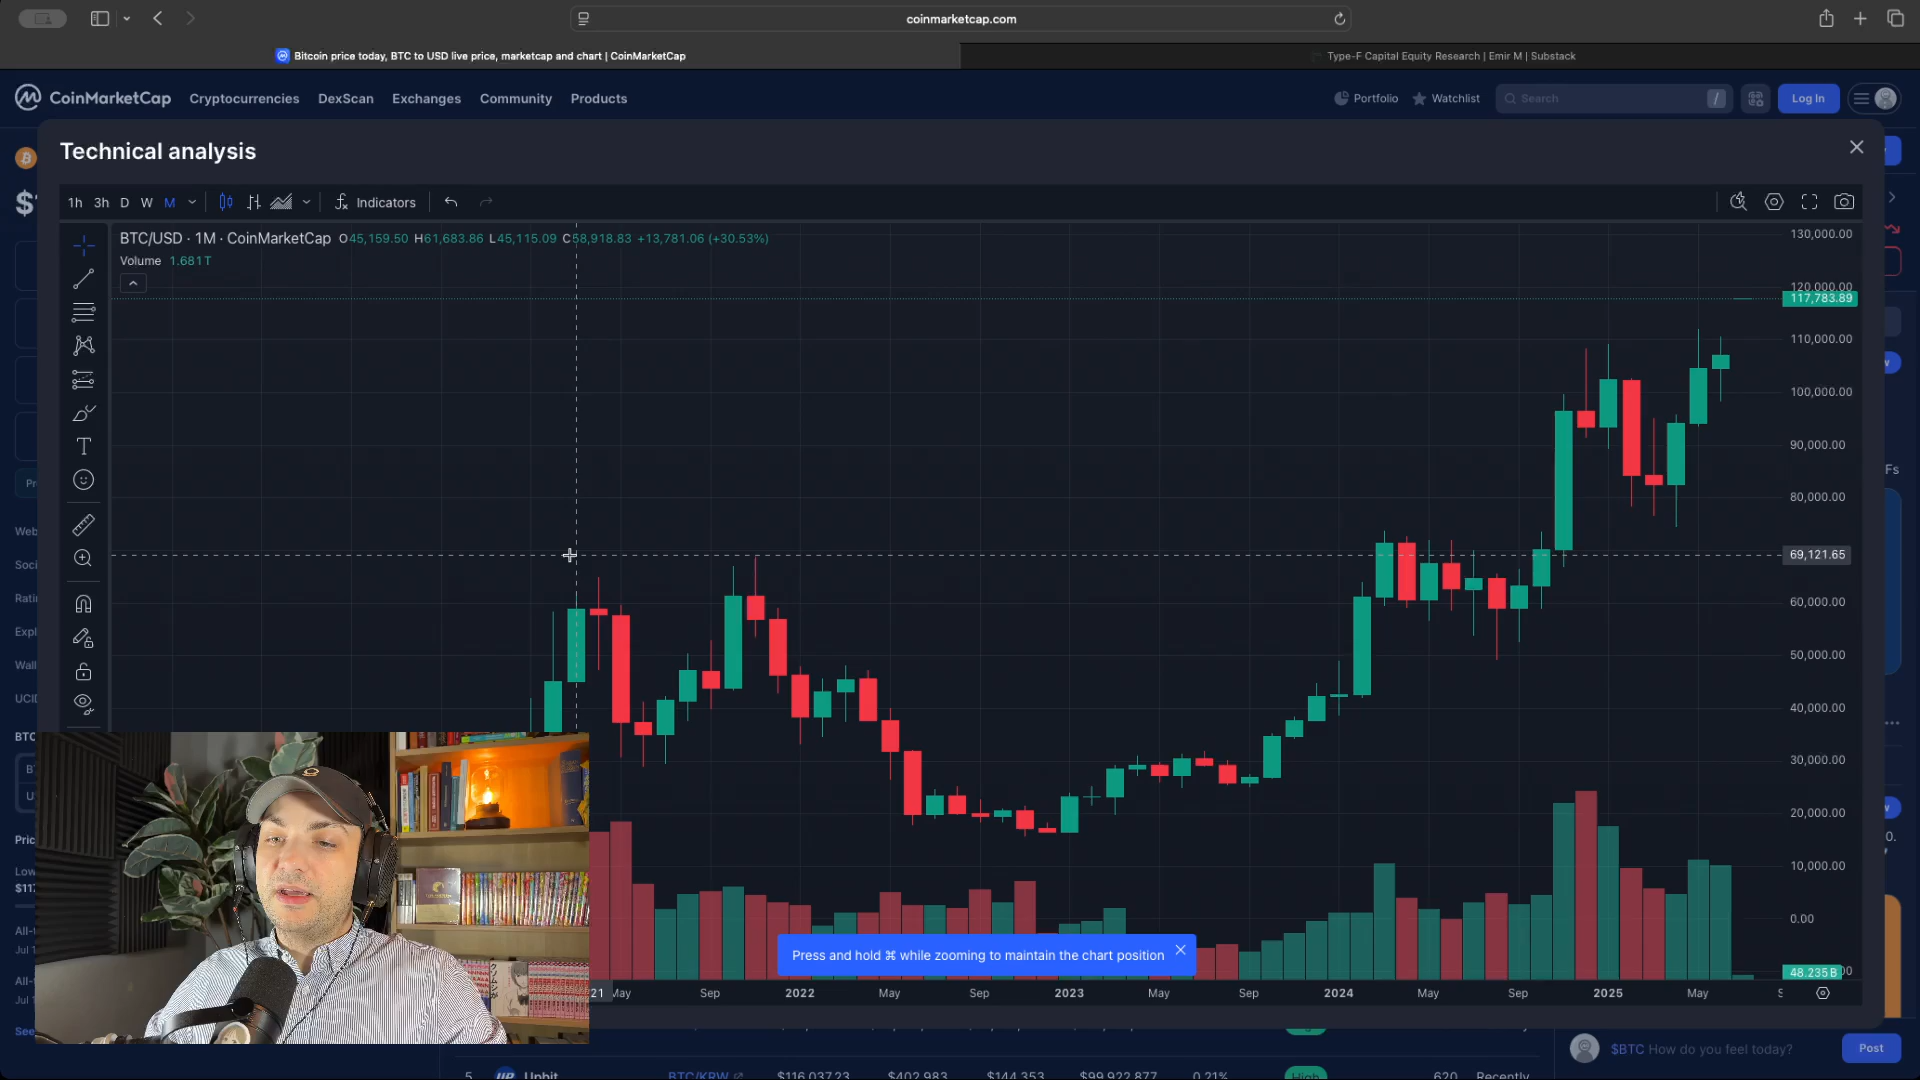 coinmarketcap.com
Bitcoin price today, BTC to USD live price, marketcap and chart | CoinMarketCap
Type-F Capital Equity Research | Emir M | Substack
CoinMarketCap Cryptocurrencies DexScan Exchanges Community Products
Portfolio Watchlist Search / Log In
Technical analysis
1h 3h D W M Indicators
BTC/USD · 1M · CoinMarketCap O45,159.50 H61,683.86 L45,115.09 C58,918.83 +13,781.06 (+30.53%)
Volume 1.681T
130,000.00
120,000.00
117,783.89
110,000.00
100,000.00
90,000.00
80,000.00
69,121.65
60,000.00
50,000.00
40,000.00
30,000.00
20,000.00
10,000.00
0.00
48.235B
Press and hold ⌘ while zooming to maintain the chart position
21 May Sep 2022 May Sep 2023 May Sep 2024 May Sep 2025 May S
$BTC How do you feel today?
Post
5 Upbit BTC/KRW $116,037.23 $402,983 $144,353 $99,922,877 0.21% High 620 Recently